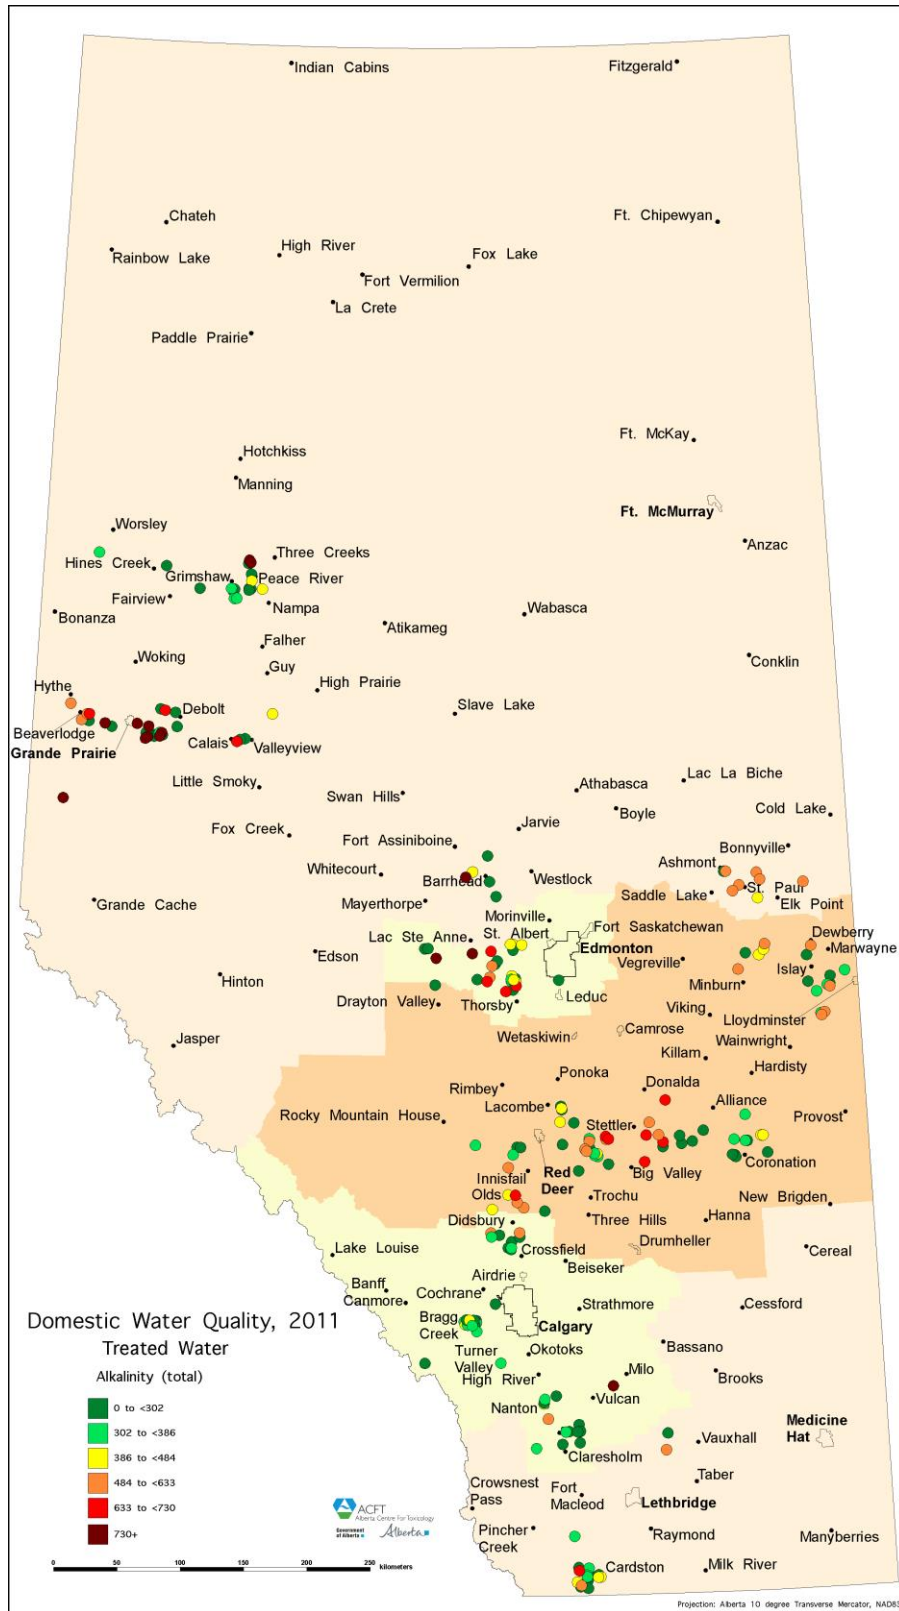 Indian Cabins
Fitzgerald
Chateh
Ft. Chipewyan
High River
Rainbow Lake
Fox Lake
Fort Vermilion
La Crete
Paddle Prairie
Ft. McKay
Hotchkiss
Manning
Ft. McMurray
Worsley
Anzac
Three Creeks
Hines Creek
Grimshaw
Peace River
Fairview
Nampa
Bonanza
Wabasca
Atikameg
Falher
Woking
Conklin
Guy
High Prairie
Hythe
Debolt
Slave Lake
Beaverlodge
Calais
Valleyview
Grande Prairie
Lac La Biche
Little Smoky
Athabasca
Swan Hills
Cold Lake
Boyle
Jarvie
Fox Creek
Fort Assiniboine
Bonnyville
Ashmont
Whitecourt
Barrhead
Westlock
St. Paul
Saddle Lake
Elk Point
Grande Cache
Mayerthorpe
Morinville
Fort Saskatchewan
St. Albert
Lac Ste Anne
Dewberry
Edmonton
Marwayne
Edson
Vegreville
Islay
Hinton
Minburn
Leduc
Drayton Valley
Thorsby
Viking
Lloydminster
Camrose
Wetaskiwin
Wainwright
Jasper
Killam
Hardisty
Ponoka
Rimbey
Donalda
Lacombe
Alliance
Rocky Mountain House
Provost
Stettler
Coronation
Red
Deer
Big Valley
Innisfail
Olds
Trochu
New Brigden
Didsbury
Three Hills
Hanna
Drumheller
Lake Louise
Crossfield
Cereal
Beiseker
Airdrie
Banff
Cochrane
Canmore
Strathmore
Cessford
Domestic Water Quality, 2011
Bragg
Creek
Calgary
Treated Water
Bassano
Turner
Valley
Okotoks
Alkalinity (total)
High River
Milo
Brooks
0 to <302
Nanton
Vulcan
302 to <386
Medicine
Hat
386 to <484
Vauxhall
Claresholm
484 to <633
Taber
Crowsnest
Pass
Fort
Macleod
633 to <730
Lethbridge
ACFT
Alberta Centre For Toxicology
730+
Government
of Alberta
Alberta
Pincher
Creek
Raymond
Manyberries
0 50 100 150 200 250
kilometers
Cardston
Milk River
Projection: Alberta 10 degree Transverse Mercator, NAD83